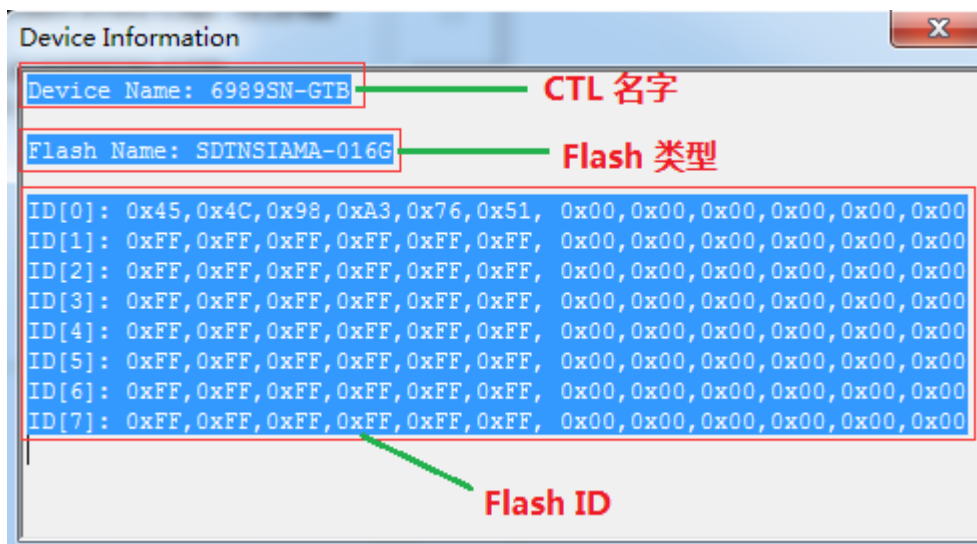 Device Information
Device Name: 6989SN-GTB
CTL 名字
Flash Name: SDTNSIAMA-016G
Flash 类型
ID[0]: 0x45,0x4C,0x98,0xA3,0x76,0x51, 0x00,0x00,0x00,0x00,0x00,0x00
ID[1]: 0xFF,0xFF,0xFF,0xFF,0xFF,0xFF, 0x00,0x00,0x00,0x00,0x00,0x00
ID[2]: 0xFF,0xFF,0xFF,0xFF,0xFF,0xFF, 0x00,0x00,0x00,0x00,0x00,0x00
ID[3]: 0xFF,0xFF,0xFF,0xFF,0xFF,0xFF, 0x00,0x00,0x00,0x00,0x00,0x00
ID[4]: 0xFF,0xFF,0xFF,0xFF,0xFF,0xFF, 0x00,0x00,0x00,0x00,0x00,0x00
ID[5]: 0xFF,0xFF,0xFF,0xFF,0xFF,0xFF, 0x00,0x00,0x00,0x00,0x00,0x00
ID[6]: 0xFF,0xFF,0xFF,0xFF,0xFF,0xFF, 0x00,0x00,0x00,0x00,0x00,0x00
ID[7]: 0xFF,0xFF,0xFF,0xFF,0xFF,0xFF, 0x00,0x00,0x00,0x00,0x00,0x00
Flash ID